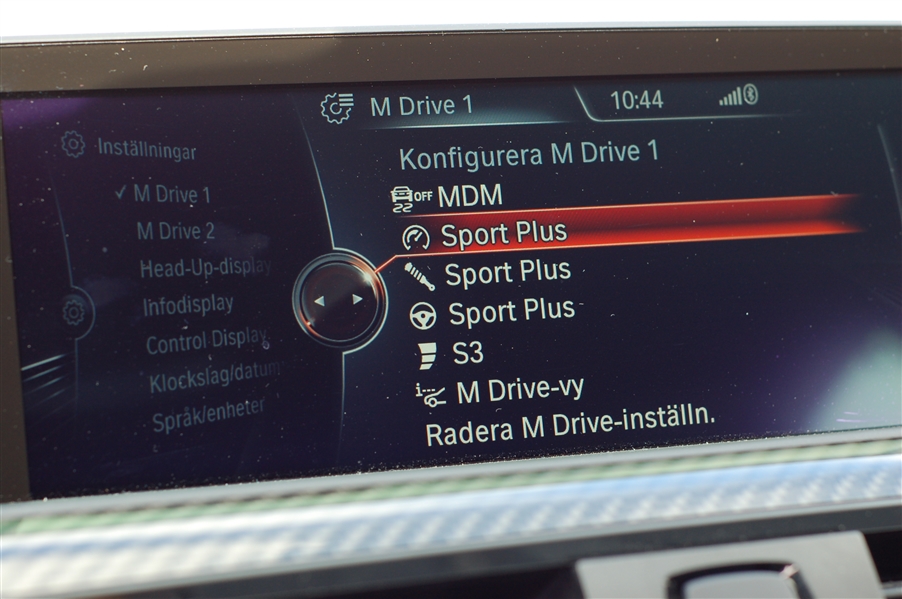 M Drive 1
10:44
Inställningar
✓ M Drive 1
M Drive 2
Head-Up-display
Infodisplay
Control Display
Klockslag/datum
Språk/enheter
Konfigurera M Drive 1
OFF MDM
Sport Plus
Sport Plus
Sport Plus
S3
M Drive-vy
Radera M Drive-inställn.